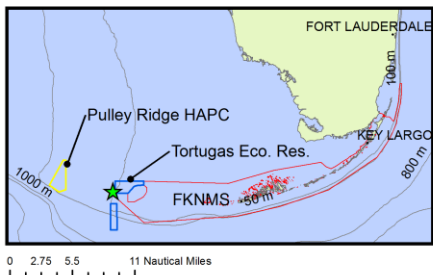 FORT LAUDERDALE
100 m
Pulley Ridge HAPC
KEY LARGO
Tortugas Eco. Res.
800 m
1000 m
FKNMS
50 m
0 2.75 5.5 11 Nautical Miles